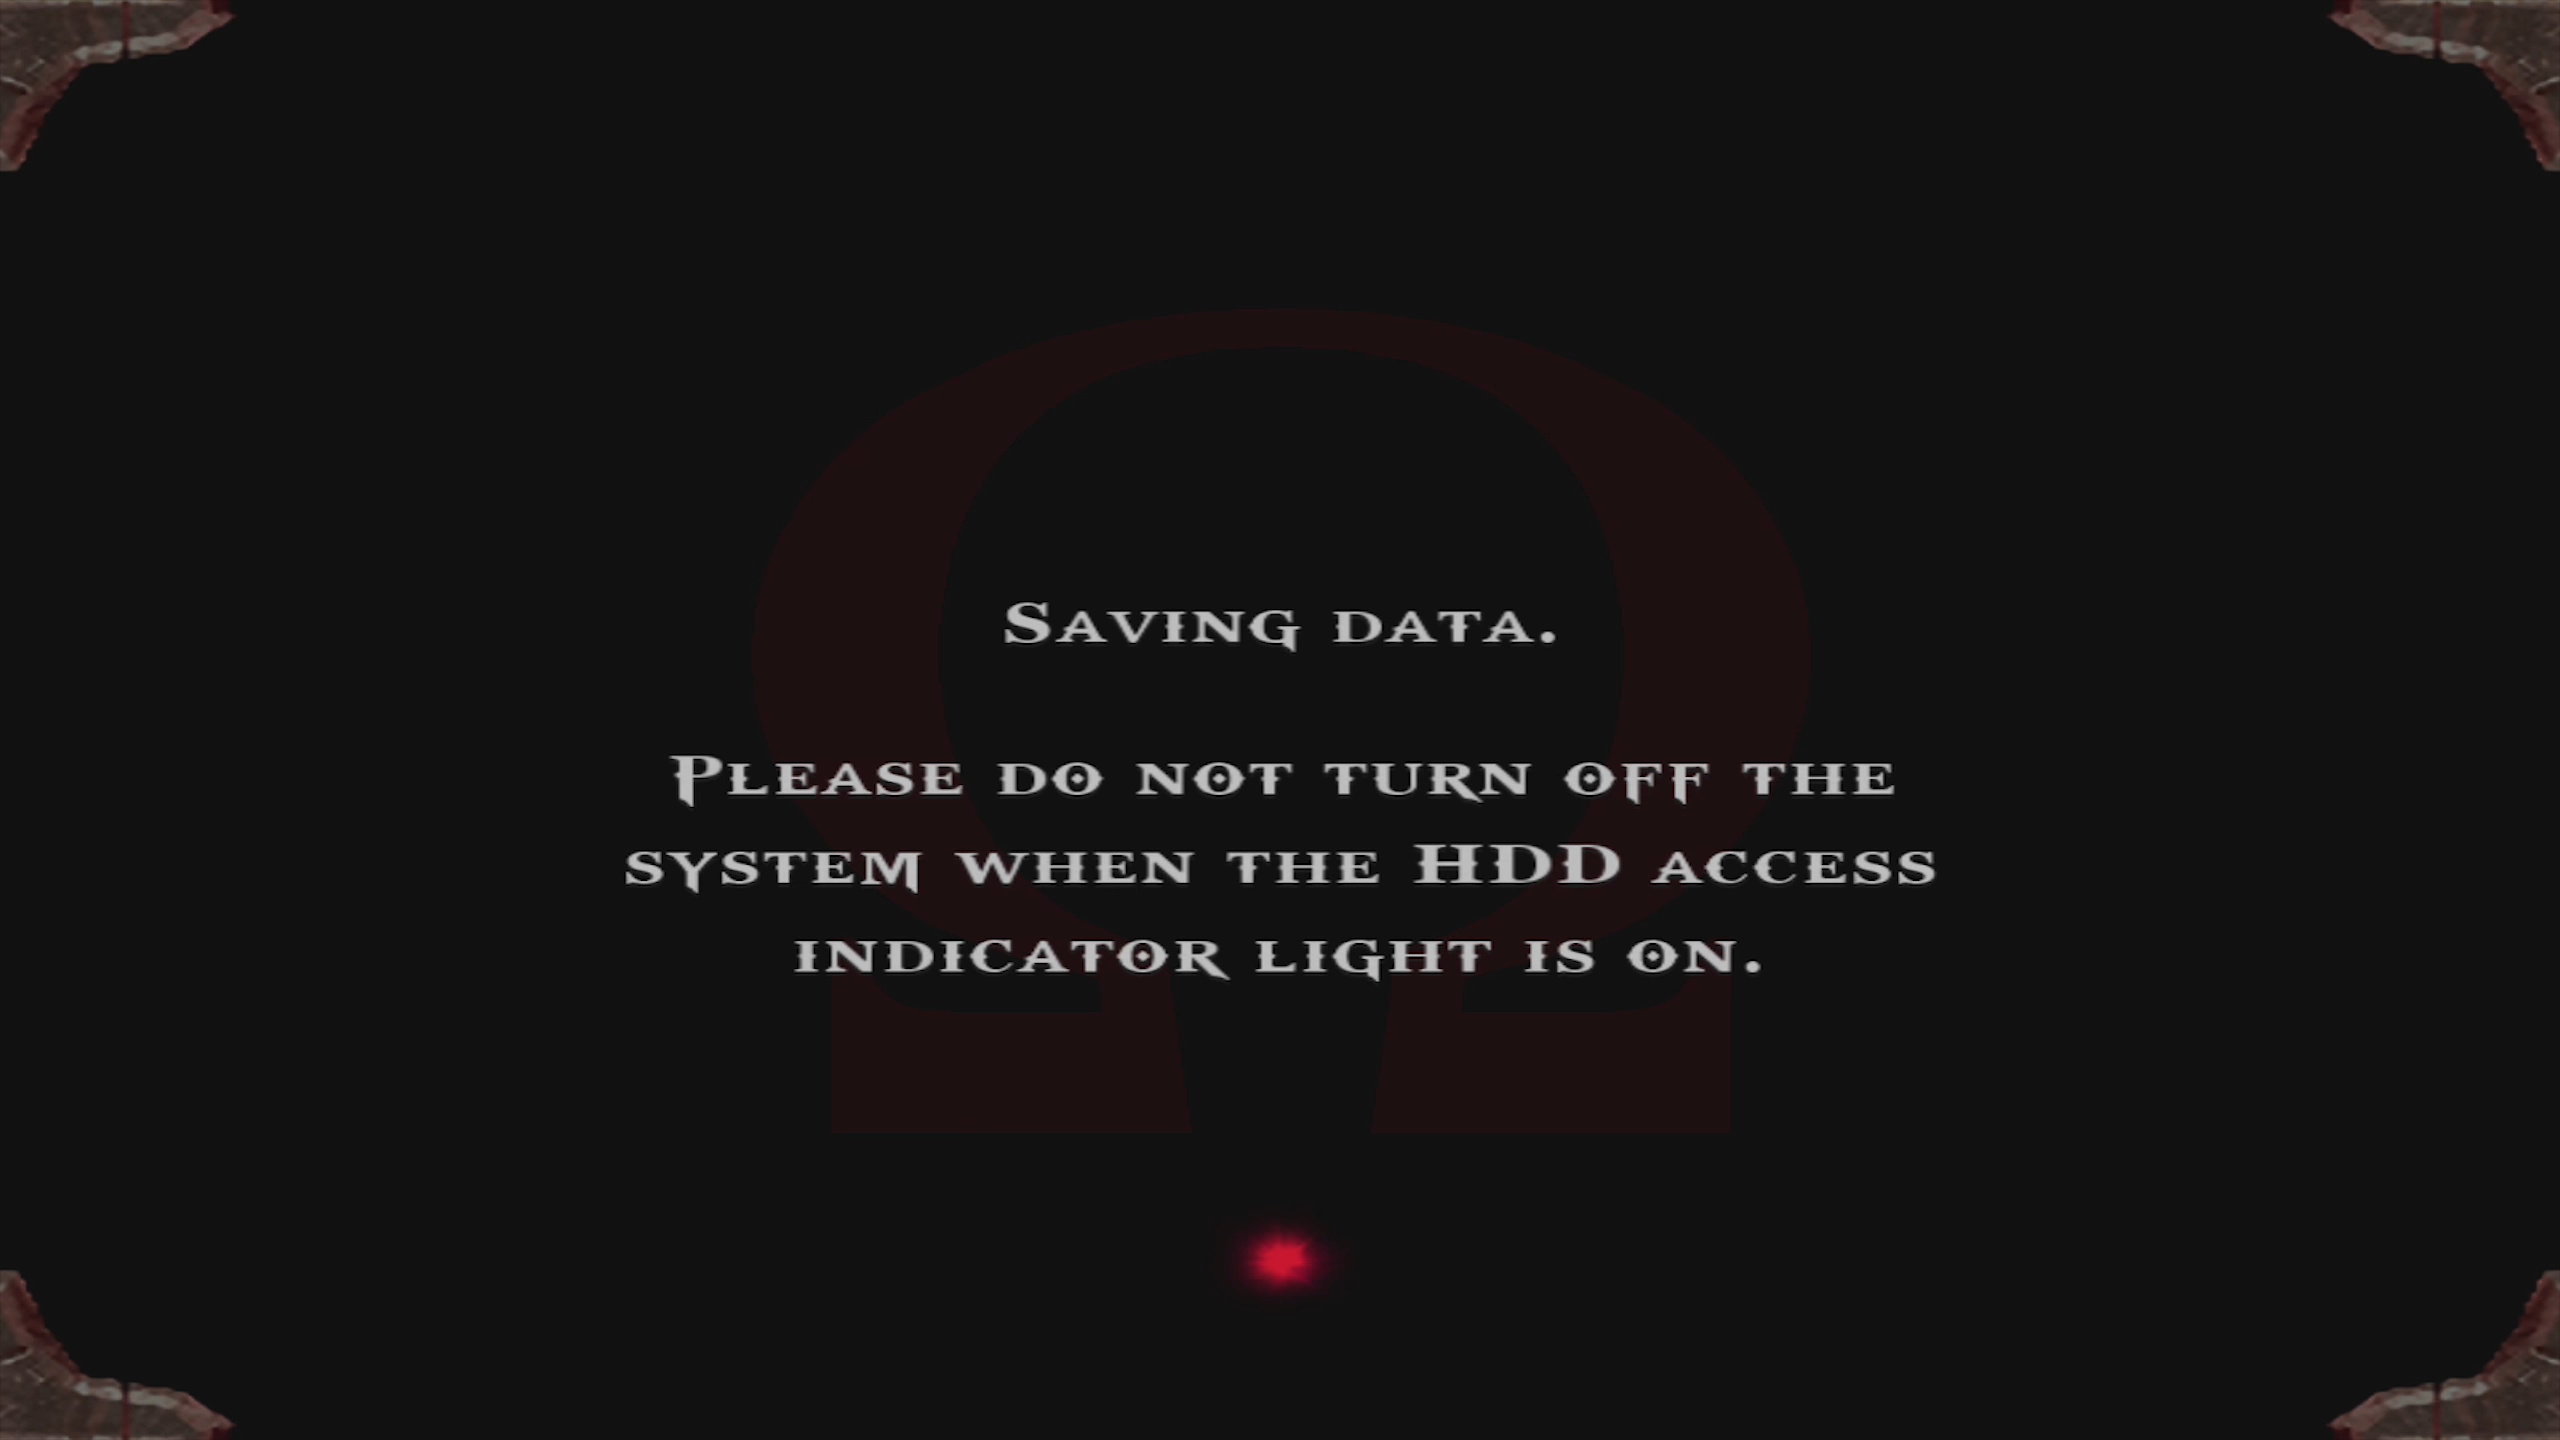 Saving data.
Please do not turn off the
system when the HDD access
indicator light is on.